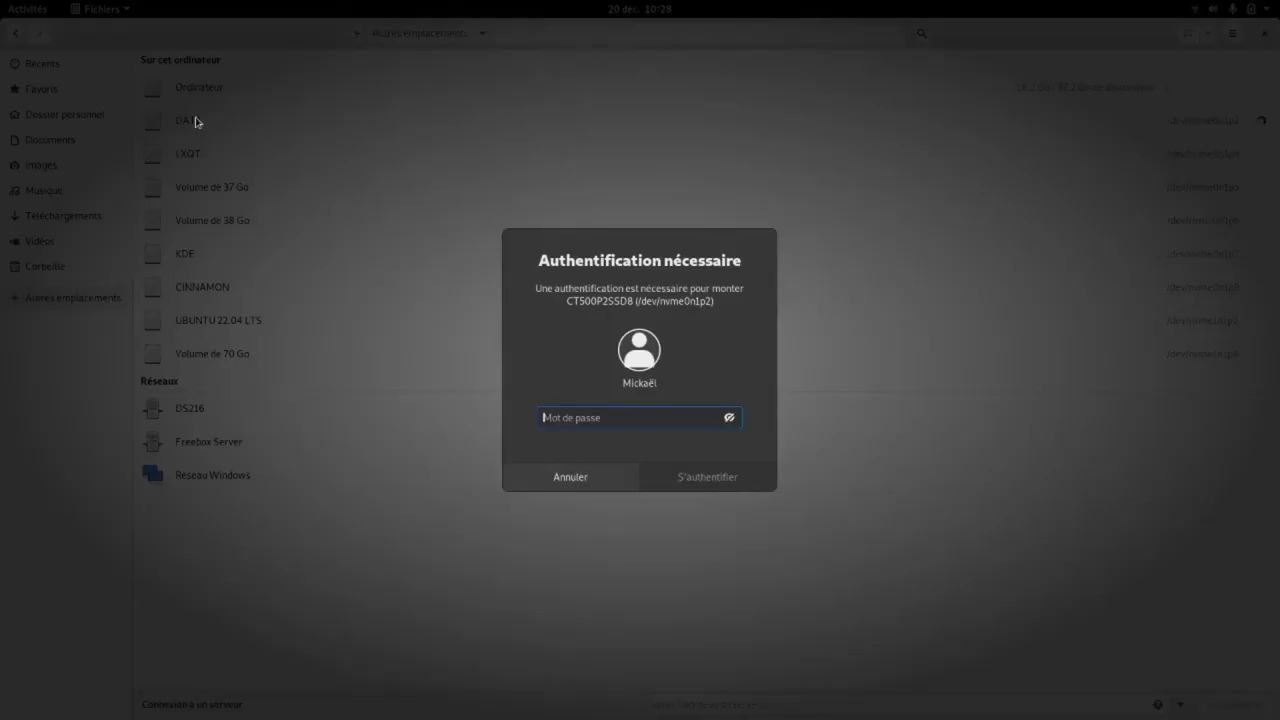 Activités
Fichiers
20 déc. 10:28
Autres emplacements
Récents
Favoris
Dossier personnel
Documents
Images
Musique
Téléchargements
Vidéos
Corbeille
Autres emplacements
Sur cet ordinateur
Ordinateur
/dev/nvme0n1p2
LXQT
Volume de 37 Go
Volume de 38 Go
KDE
CINNAMON
UBUNTU 22.04 LTS
Volume de 70 Go
Réseaux
DS216
Freebox Server
Réseau Windows
Authentification nécessaire
Une authentification est nécessaire pour monter
CT500P2SSD8 (/dev/nvme0n1p2)
Mickaël
Mot de passe
Annuler
S'authentifier
Connexion à un serveur